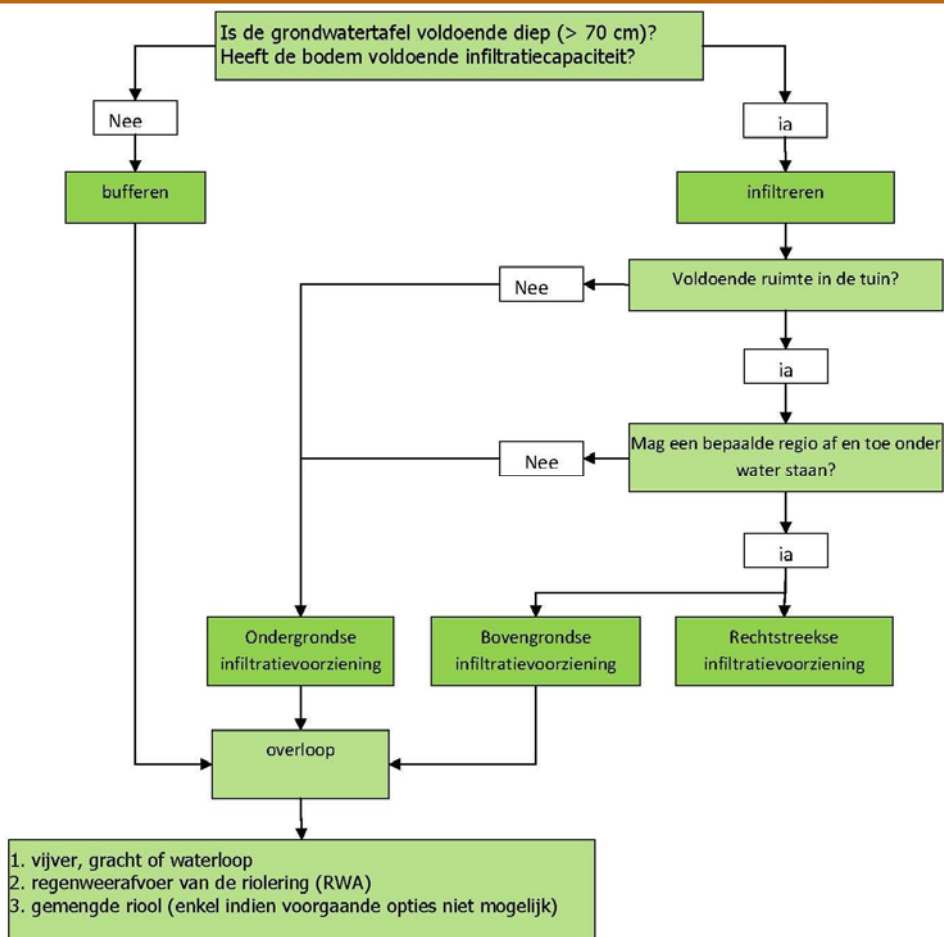 Is de grondwatertafel voldoende diep (> 70 cm)?
Heeft de bodem voldoende infiltratiecapaciteit?
Nee
ia
bufferen
infiltreren
Nee
Voldoende ruimte in de tuin?
ia
Nee
Mag een bepaalde regio af en toe onder
water staan?
ia
Ondergrondse
infiltratievoorziening
Bovengrondse
infiltratievoorziening
Rechtstreekse
infiltratievoorziening
overloop
1. vijver, gracht of waterloop
2. regenweerafvoer van de riolering (RWA)
3. gemengde riool (enkel indien voorgaande opties niet mogelijk)